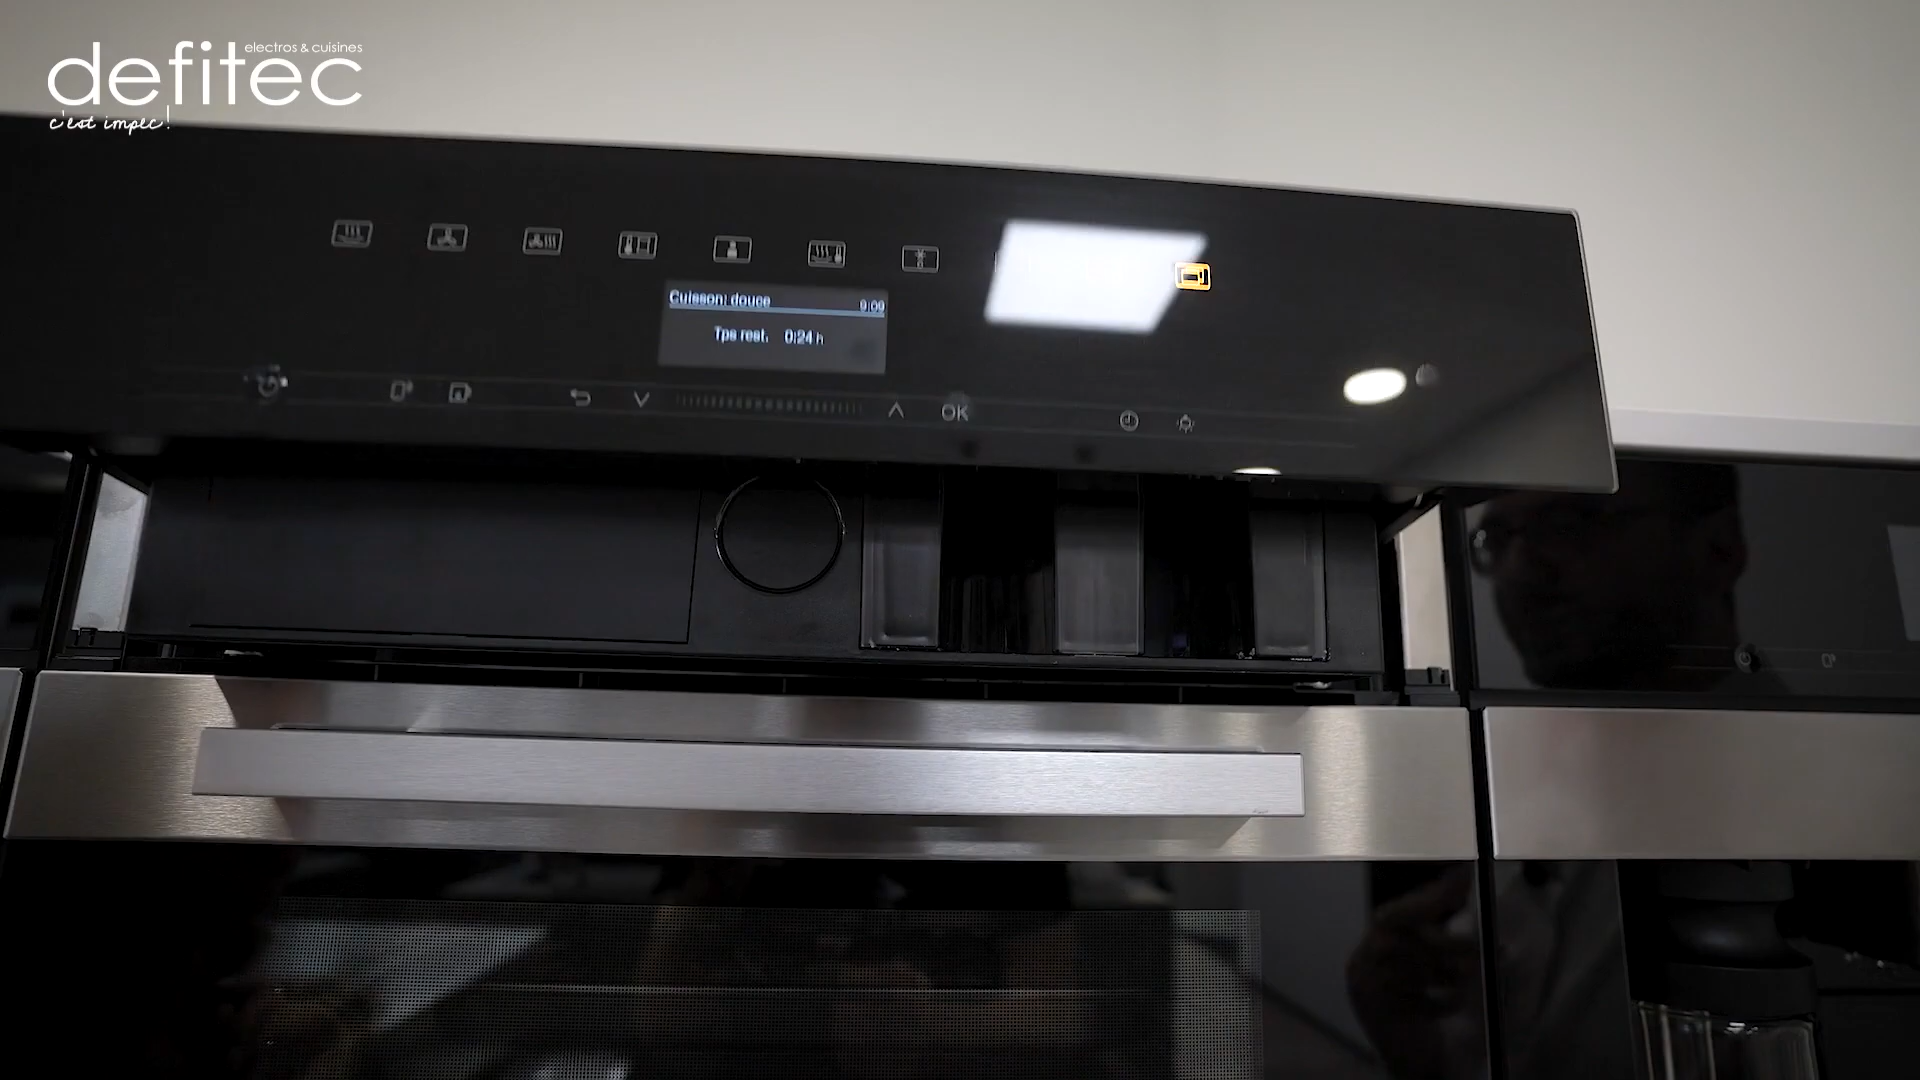 electros & cuisines
defitec
c'est impec!
Cuisson: douce 9:09
Tps rest. 0:24 h
OK